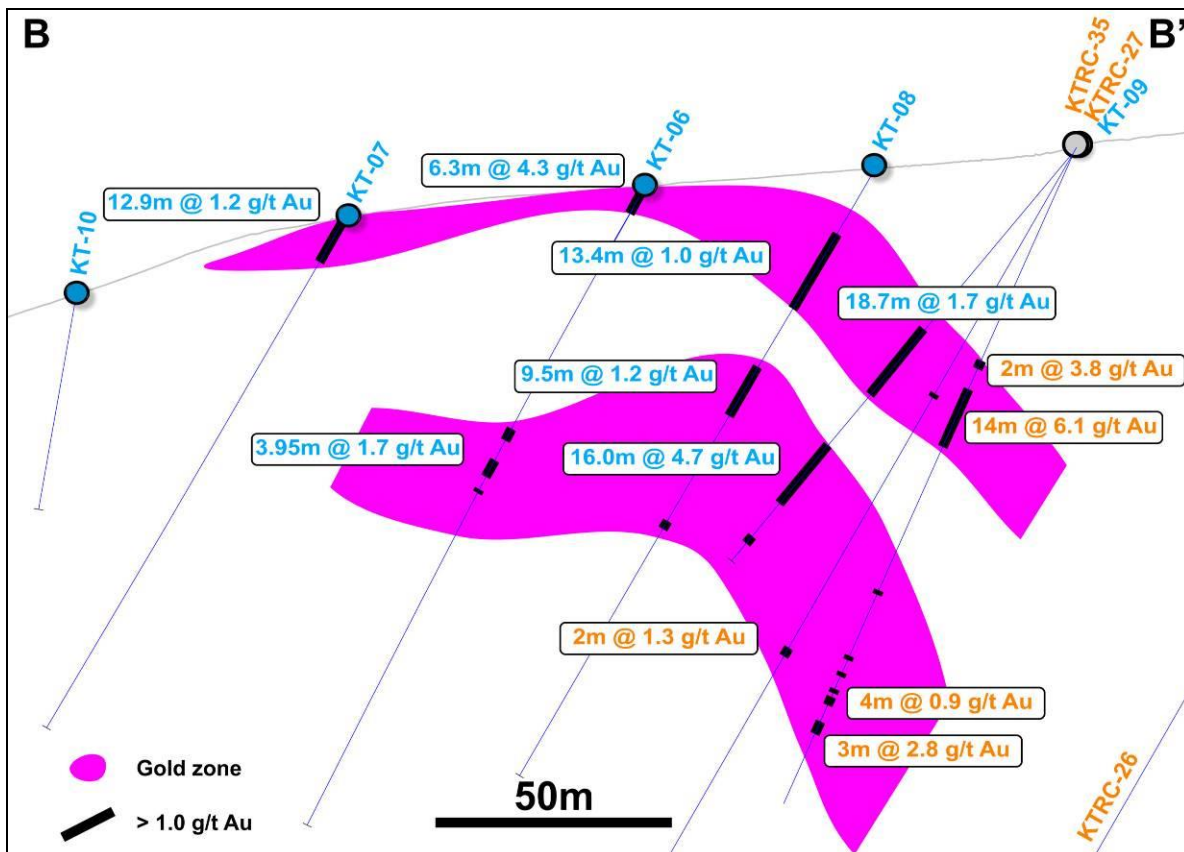 B
B'
KTRC-35
KTRC-27
KT-09
KT-08
KT-06
KT-07
KT-10
6.3m @ 4.3 g/t Au
12.9m @ 1.2 g/t Au
13.4m @ 1.0 g/t Au
18.7m @ 1.7 g/t Au
2m @ 3.8 g/t Au
9.5m @ 1.2 g/t Au
14m @ 6.1 g/t Au
3.95m @ 1.7 g/t Au
16.0m @ 4.7 g/t Au
2m @ 1.3 g/t Au
4m @ 0.9 g/t Au
3m @ 2.8 g/t Au
Gold zone
> 1.0 g/t Au
50m
KTRC-26